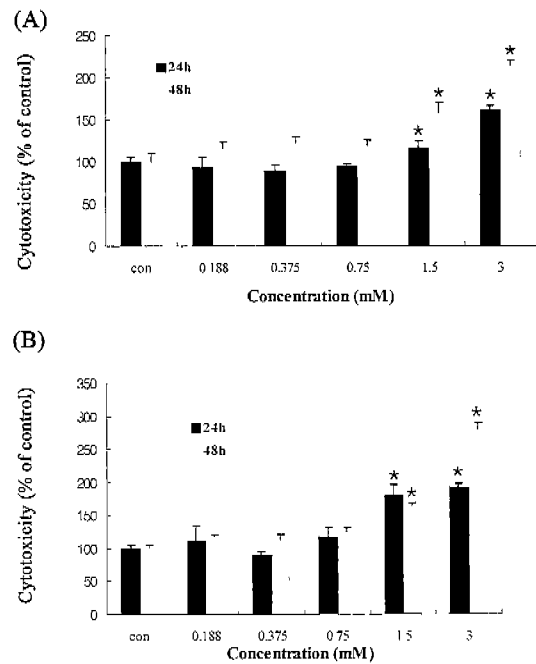 (A)
250
200
150
100
50
0
Cytotoxicity (% of control)
24h
48h
* * * *
con 0.188 0.375 0.75 1.5 3
Concentration (mM)
(B)
350
300
250
200
150
100
50
0
Cytotoxicity (% of control)
24h
48h
* * * *
con 0.188 0.375 0.75 1.5 3
Concentration (mM)